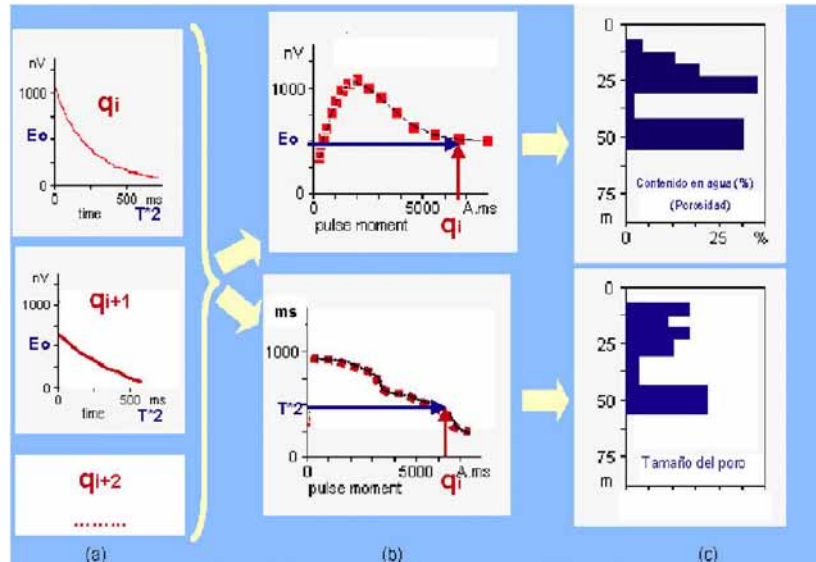 nV
1000
qi
Eo
0
0
500 ms
time
T*2
nV
1000
qi+1
Eo
0
0
500 ms
time
T*2
qi+2
.........
(a)
nV
1000
Eo
0
0
5000
A.ms
pulse moment
qi
ms
1000
T*2
0
0
5000
A.ms
pulse moment
qi
(b)
0
25
50
75
m
Contenido en agua (%)
(Porosidad)
0
25
%
0
25
50
75
m
Tamaño del poro
(c)